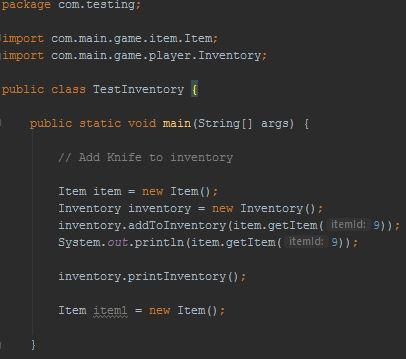 package com.testing;
import com.main.game.item.Item;
import com.main.game.player.Inventory;
public class TestInventory {
public static void main(String[] args) {
// Add Knife to inventory
Item item = new Item();
Inventory inventory = new Inventory();
inventory.addToInventory(item.getItem( itemId: 9));
System.out.println(item.getItem( itemId: 9));
inventory.printInventory();
Item item1 = new Item();
}